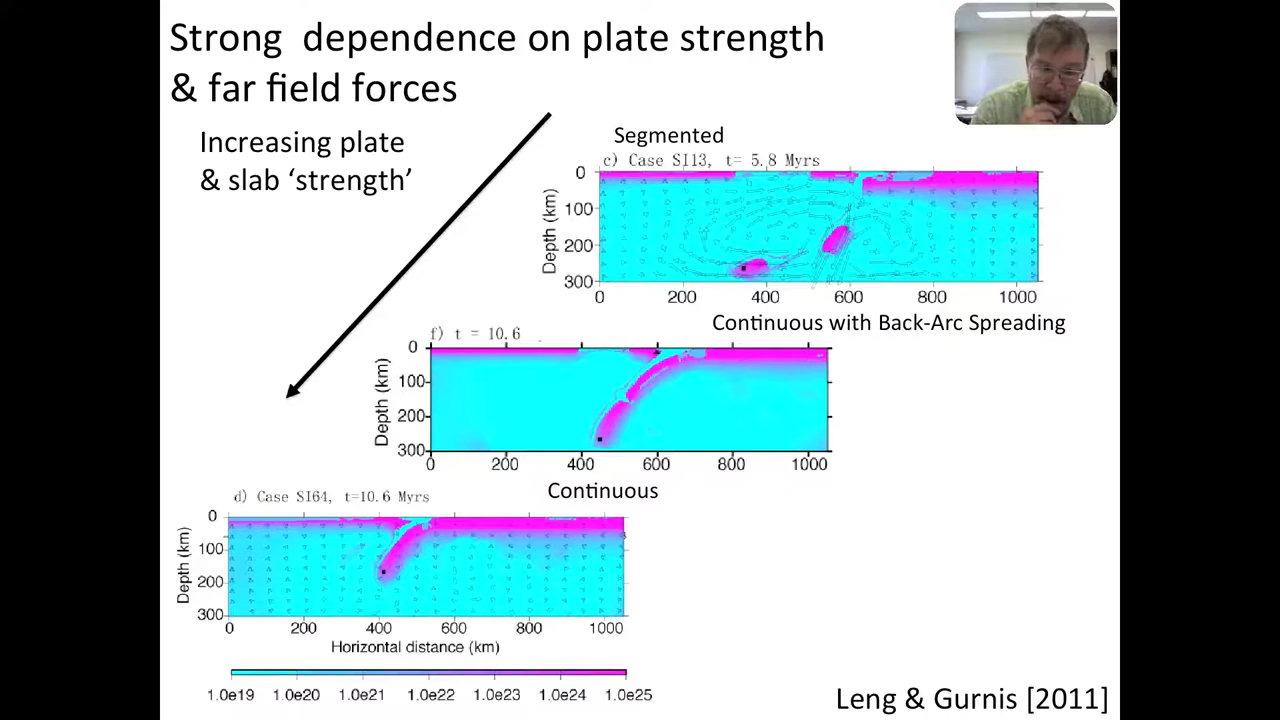 Strong dependence on plate strength
& far field forces
Increasing plate
& slab ‘strength’
Segmented
c) Case SI13, t= 5.8 Myrs
Depth (km)
0
100
200
300
0 200 400 600 800 1000
Continuous with Back-Arc Spreading
f) t = 10.6
Depth (km)
0
100
200
300
0 200 400 600 800 1000
Continuous
d) Case SI64, t=10.6 Myrs
Depth (km)
0
100
200
300
0 200 400 600 800 1000
Horizontal distance (km)
1.0e19 1.0e20 1.0e21 1.0e22 1.0e23 1.0e24 1.0e25
Leng & Gurnis [2011]